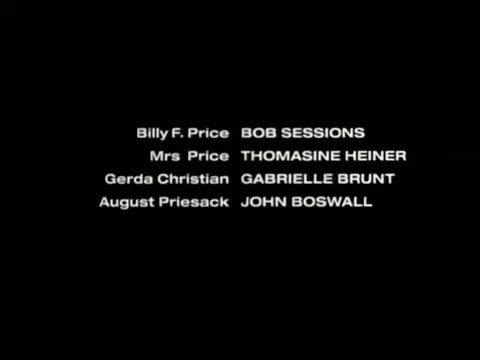 Billy F. Price BOB SESSIONS
Mrs Price THOMASINE HEINER
Gerda Christian GABRIELLE BRUNT
August Priesack JOHN BOSWALL